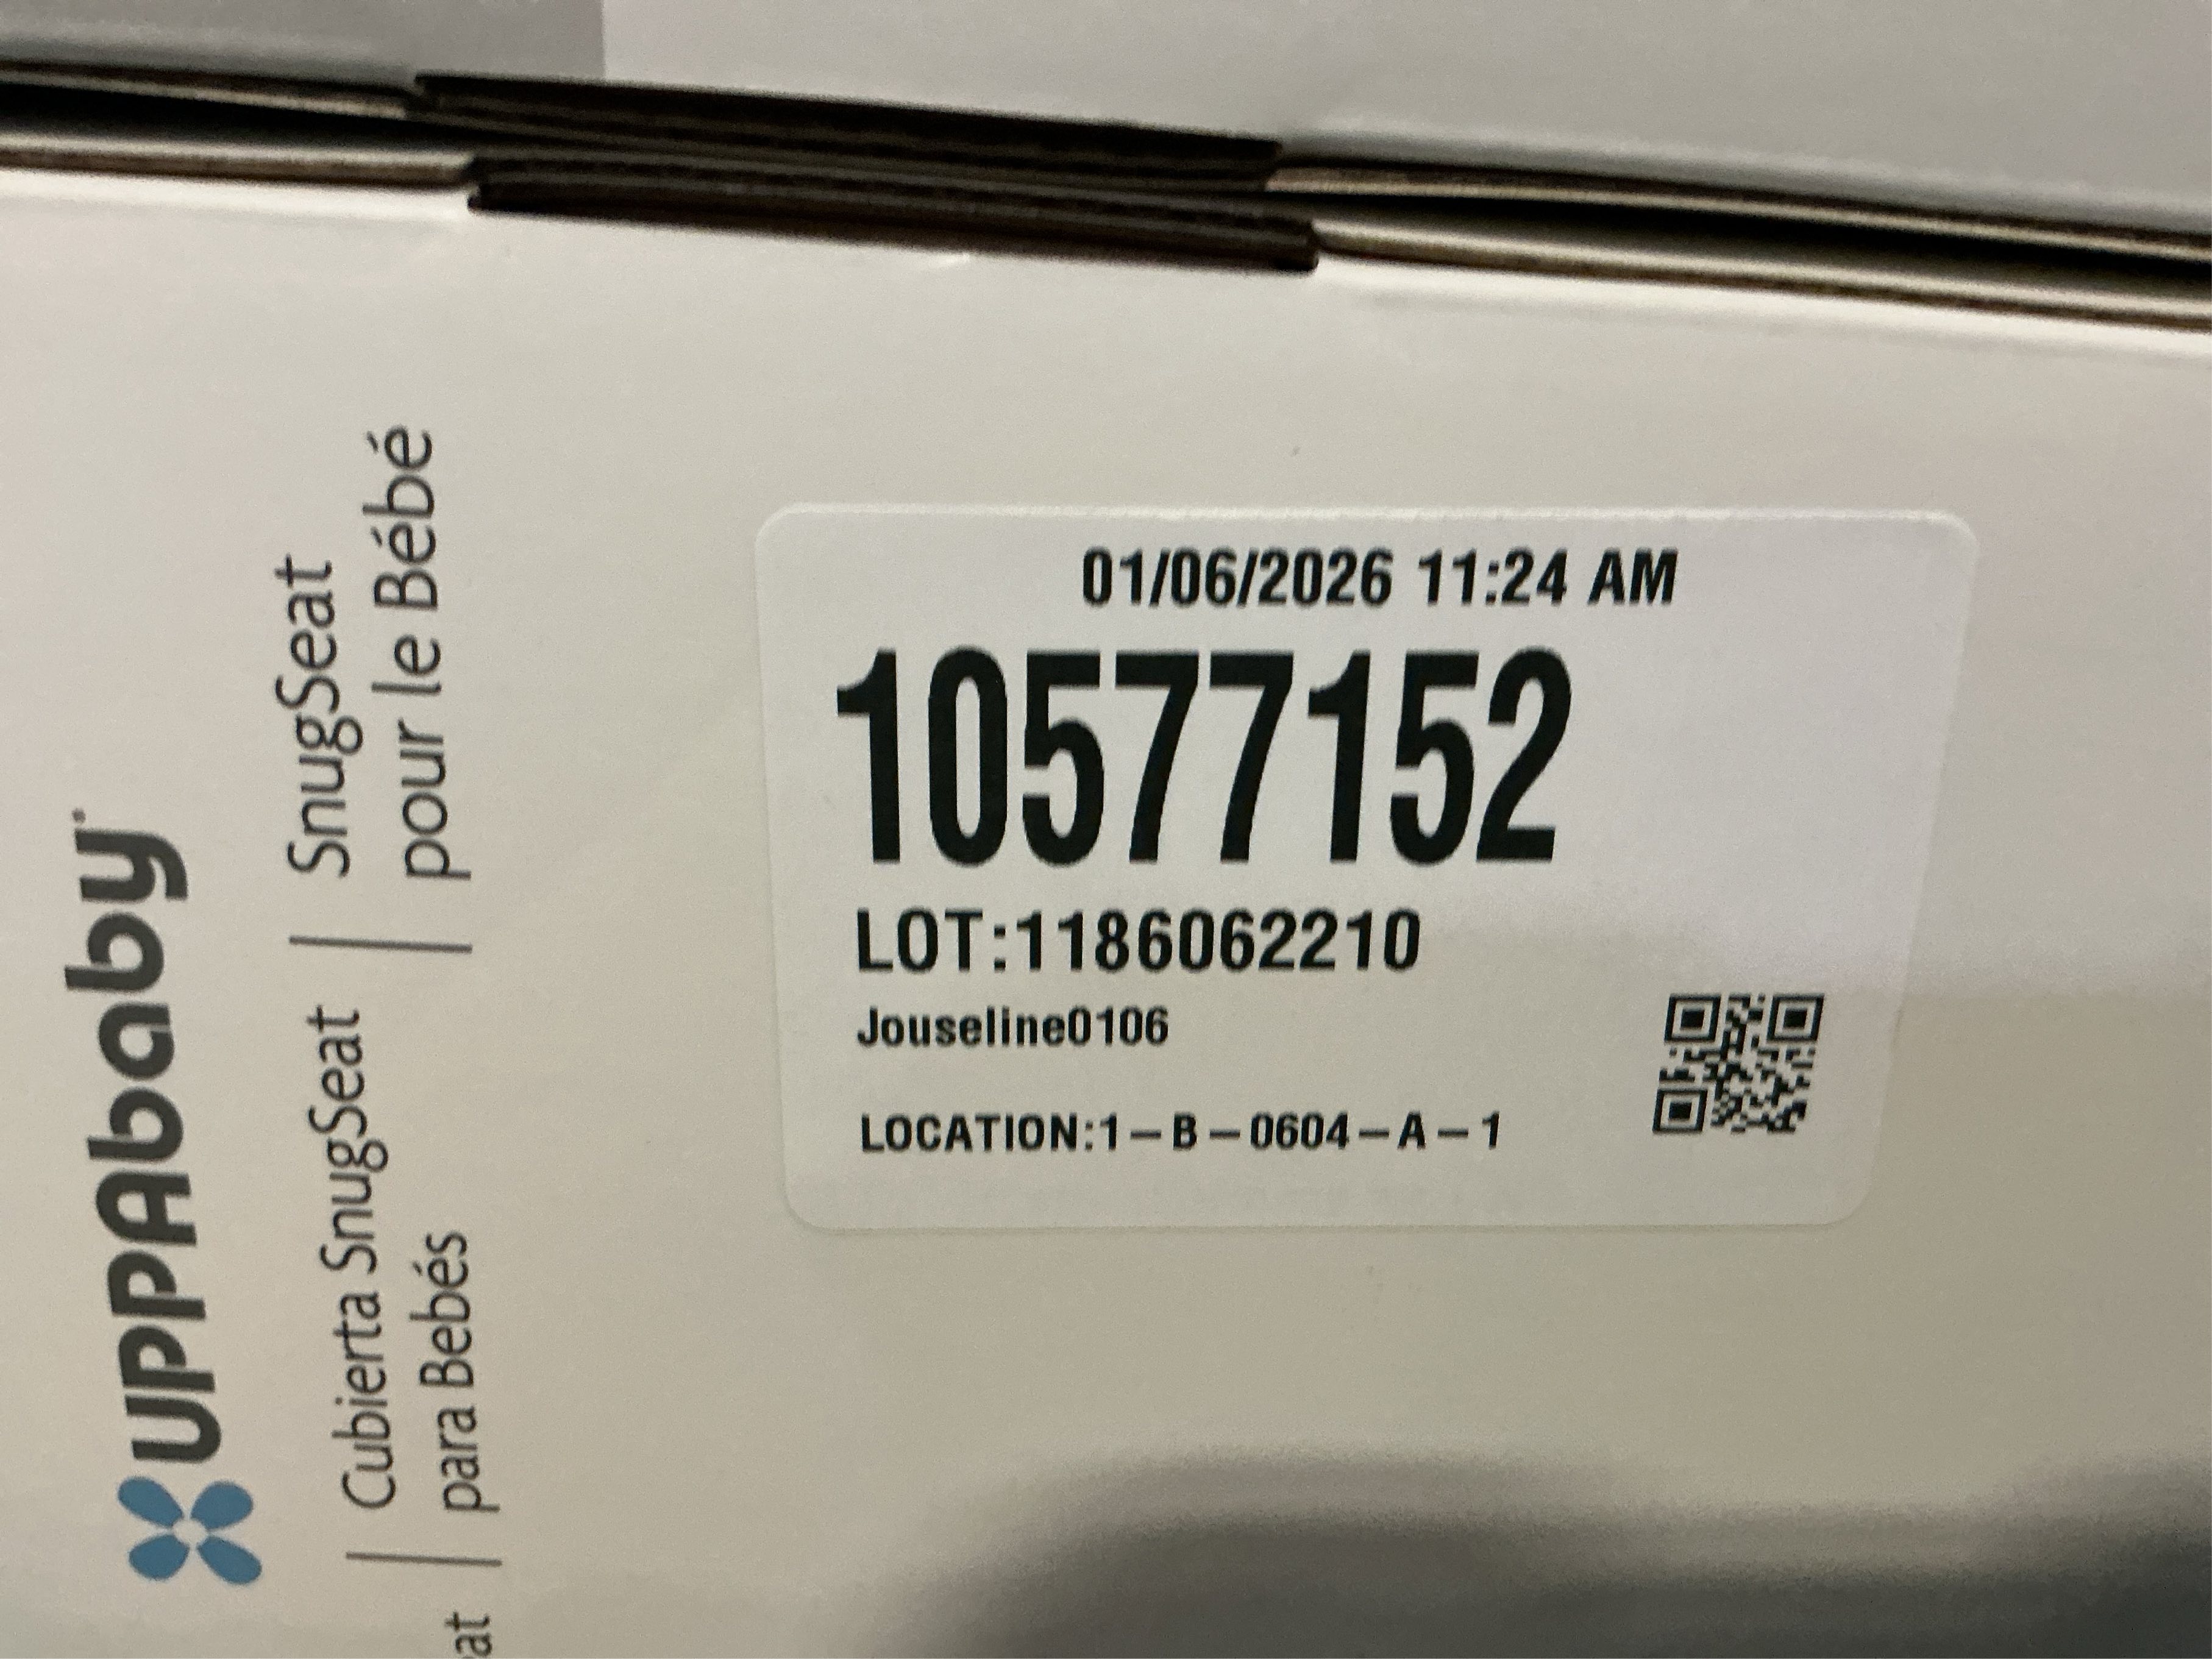 uppababy
SnugSeat
pour le Bébé
Cubierta SnugSeat
para Bebés
01/06/2026 11:24 AM
10577152
LOT:1186062210
Jouseline0106
LOCATION:1-B-0604-A-1